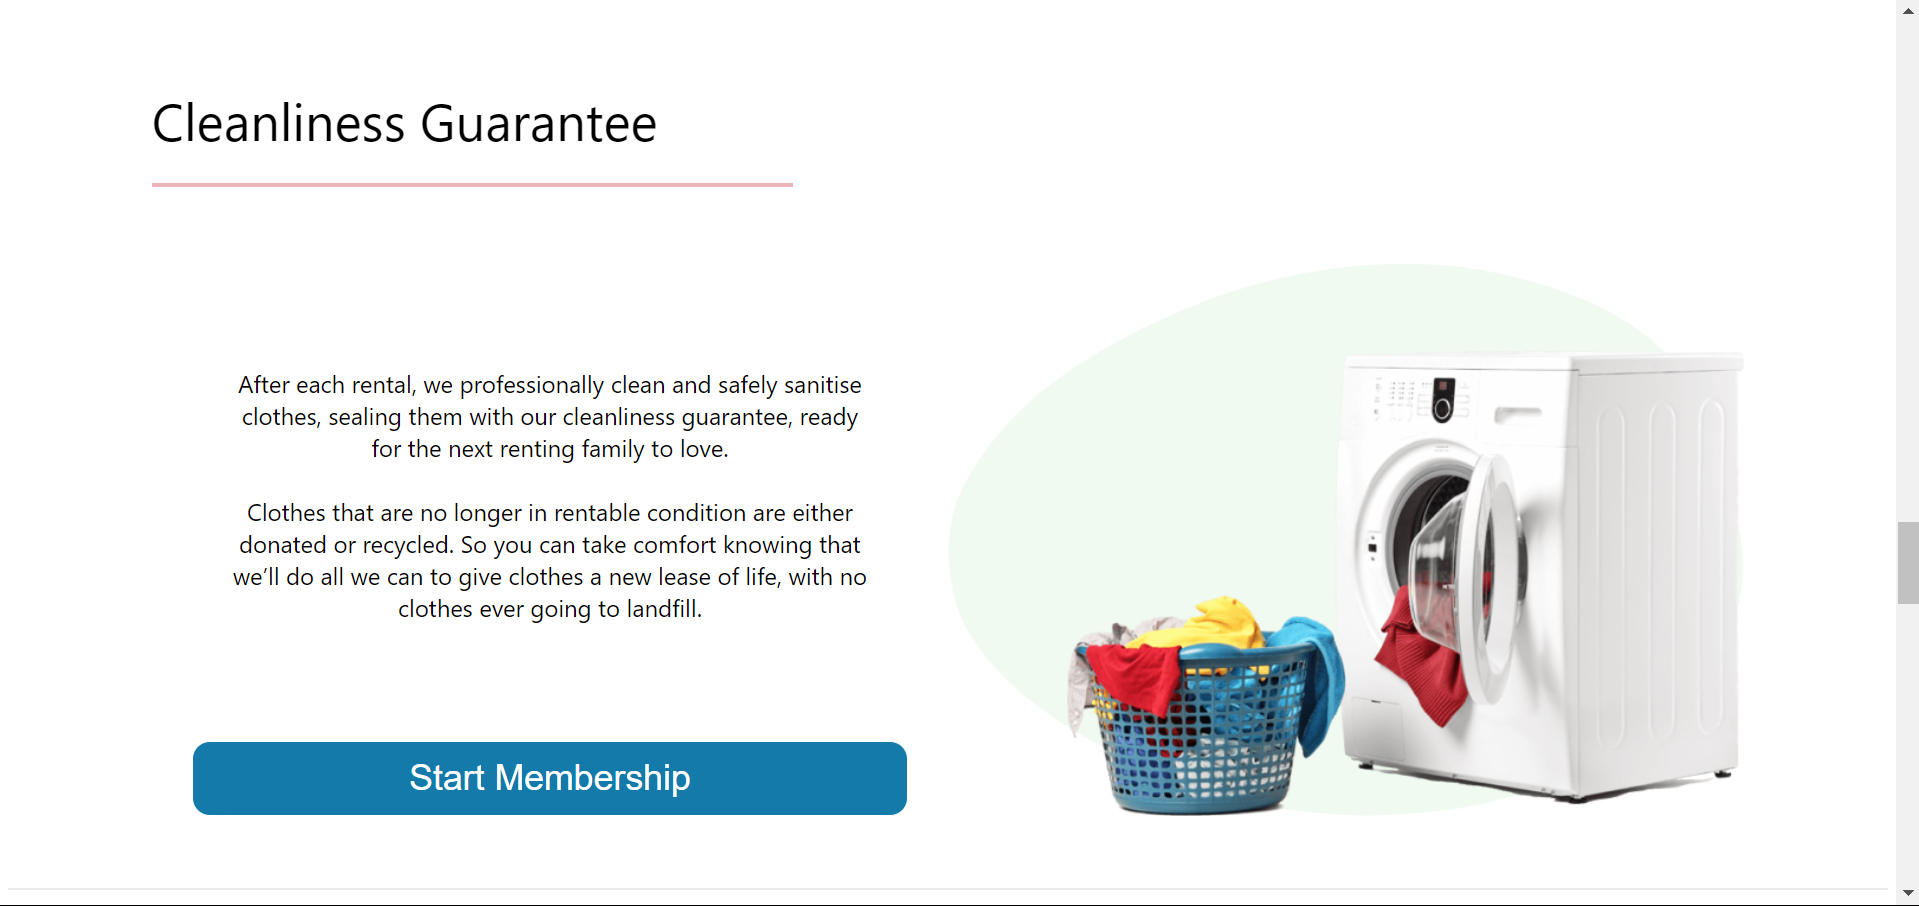 Cleanliness Guarantee
After each rental, we professionally clean and safely sanitise
clothes, sealing them with our cleanliness guarantee, ready
for the next renting family to love.
Clothes that are no longer in rentable condition are either
donated or recycled. So you can take comfort knowing that
we’ll do all we can to give clothes a new lease of life, with no
clothes ever going to landfill.
Start Membership